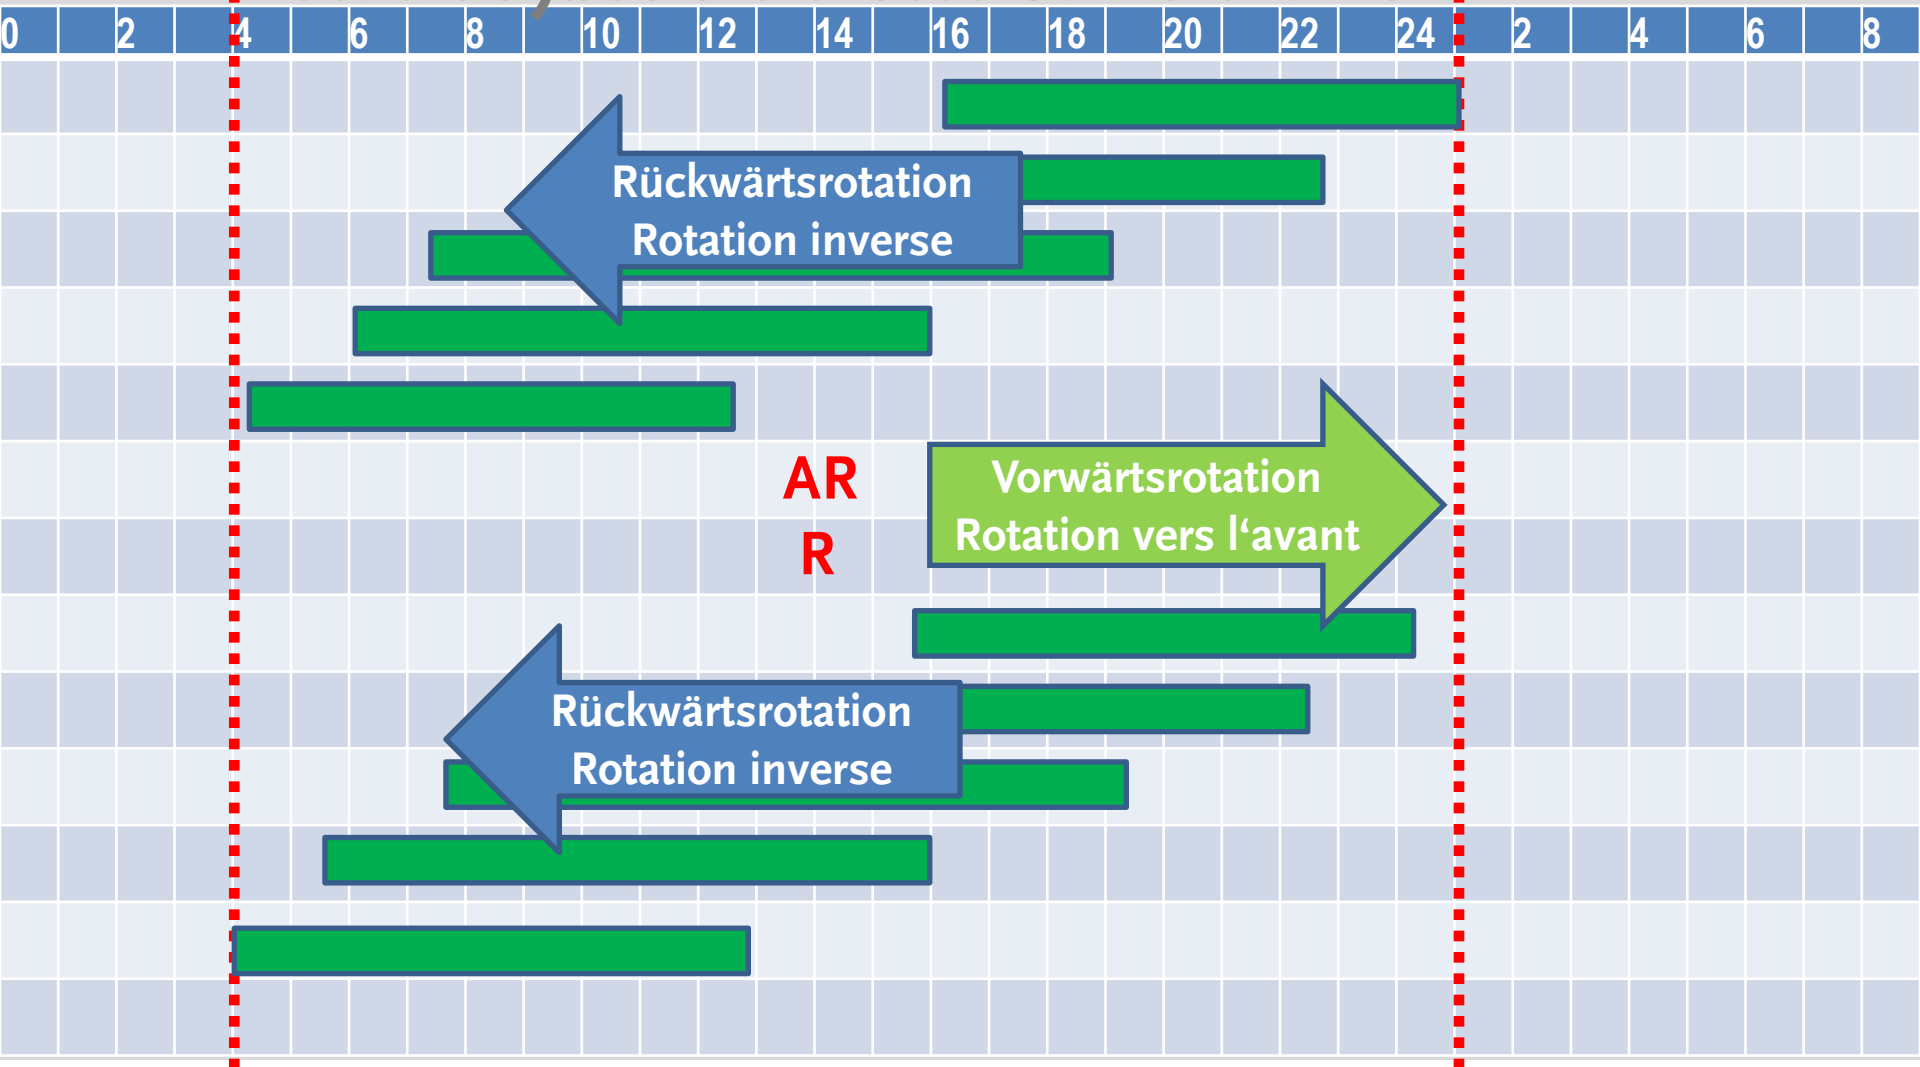 0 2 4 6 8 10 12 14 16 18 20 22 24 2 4 6 8
Rückwärtsrotation
Rotation inverse
AR
R
Vorwärtsrotation
Rotation vers l‘avant
Rückwärtsrotation
Rotation inverse